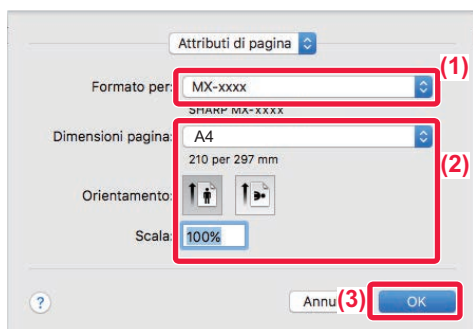 Attributi di pagina
(1)
Formato per: MX-xxxx
SHARP MX-xxxx
Dimensioni pagina: A4
(2)
210 per 297 mm
Orientamento:
Scala: 100%
? Annu (3) OK